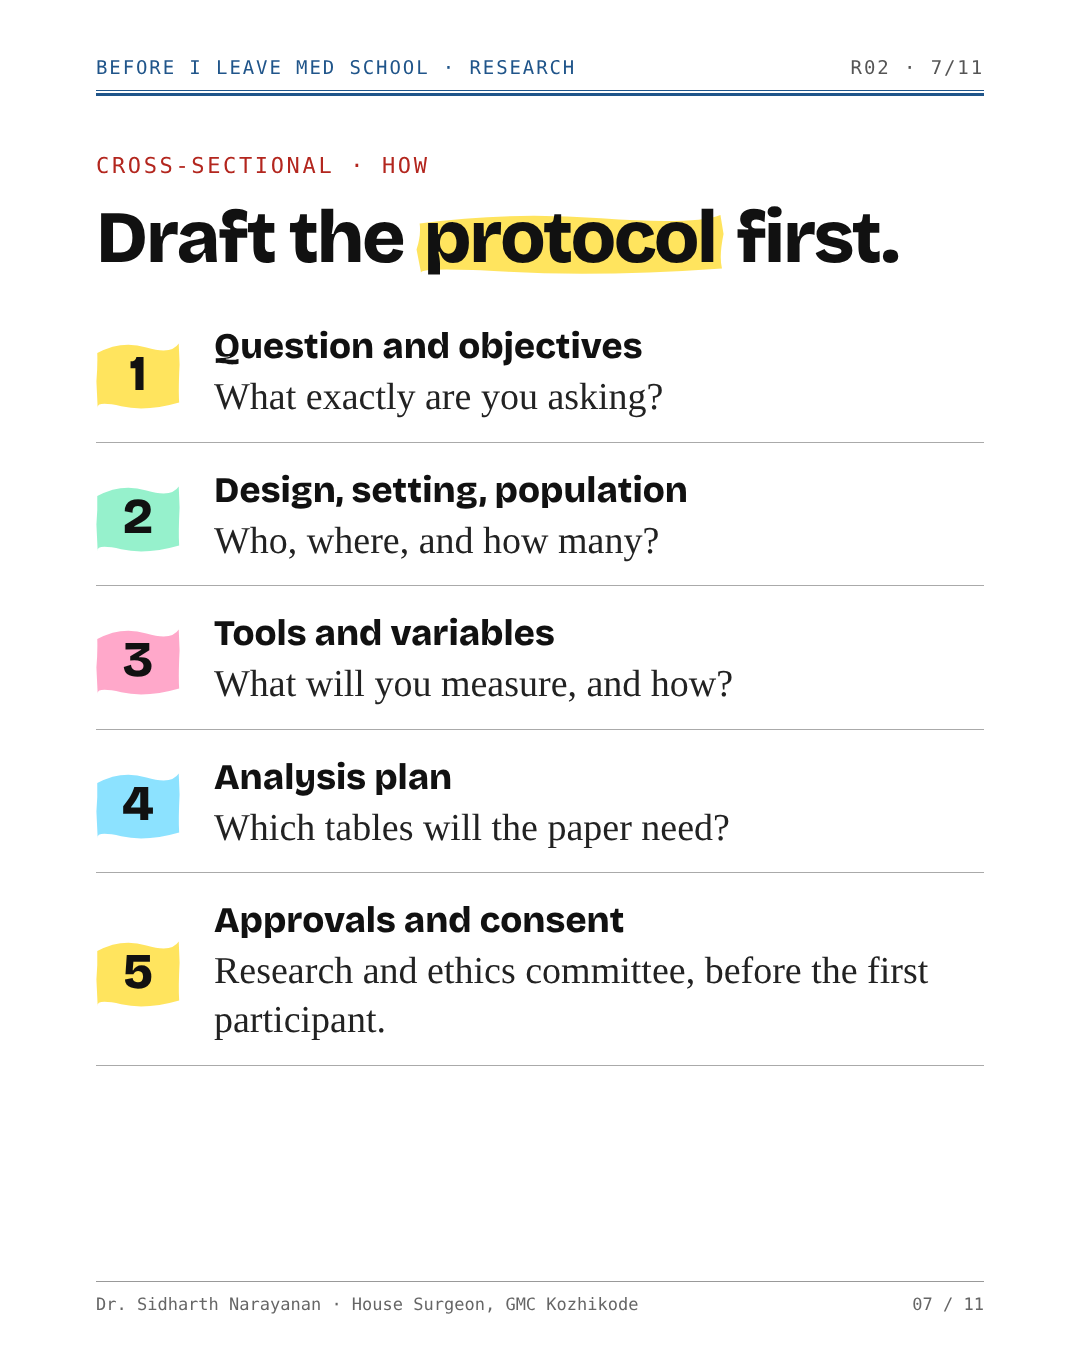 BEFORE I LEAVE MED SCHOOL · RESEARCH
R02 · 7/11
CROSS-SECTIONAL · HOW
Draft the protocol first.
1
Question and objectives
What exactly are you asking?
2
Design, setting, population
Who, where, and how many?
3
Tools and variables
What will you measure, and how?
4
Analysis plan
Which tables will the paper need?
5
Approvals and consent
Research and ethics committee, before the first
participant.
Dr. Sidharth Narayanan · House Surgeon, GMC Kozhikode
07 / 11